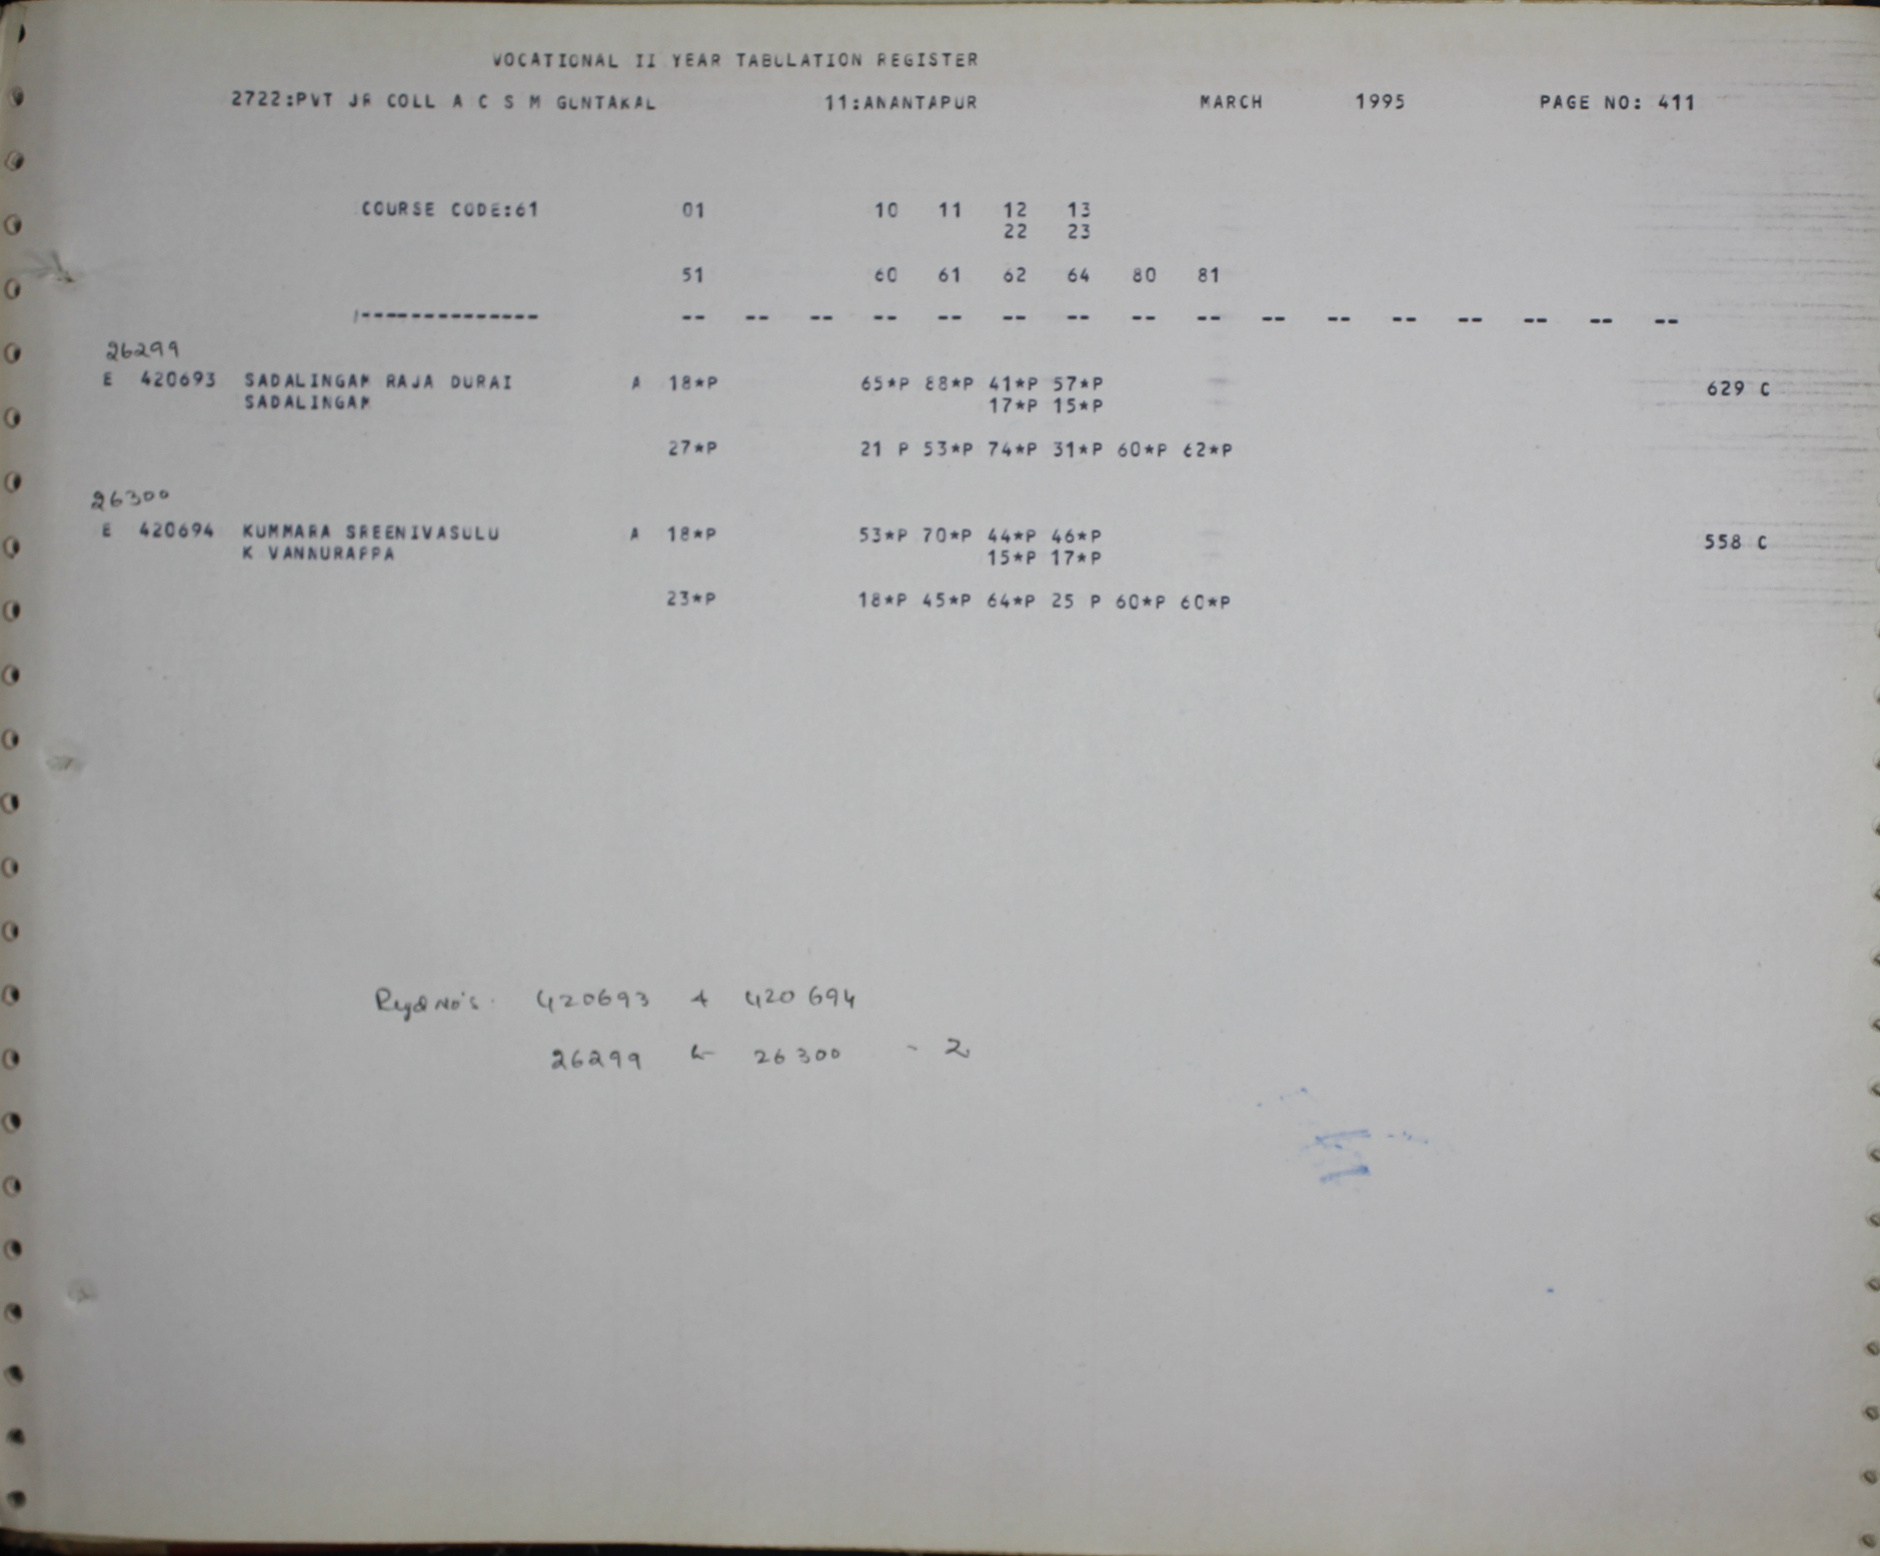 VOCATIONAL II YEAR TABULATION REGISTER
2722:PVT JR COLL A C S M GUNTAKAL 11:ANANTAPUR MARCH 1995 PAGE NO: 411
COURSE CODE:61 01 10 11 12 13
22 23
51 60 61 62 64 80 81
--------------- -- -- -- -- -- -- -- -- -- -- -- -- -- -- -- --
26299
E 420693 SADALINGAM RAJA DURAI A 18*P 65*P 88*P 41*P 57*P 629 C
SADALINGAM 17*P 15*P
27*P 21 P 53*P 74*P 31*P 60*P 62*P
26300
E 420694 KUMMARA SREENIVASULU A 18*P 53*P 70*P 44*P 46*P 558 C
K VANNURAPPA 15*P 17*P
23*P 18*P 45*P 64*P 25 P 60*P 60*P
Regd No's. 420693 & 420694
26299 & 26300 - 2